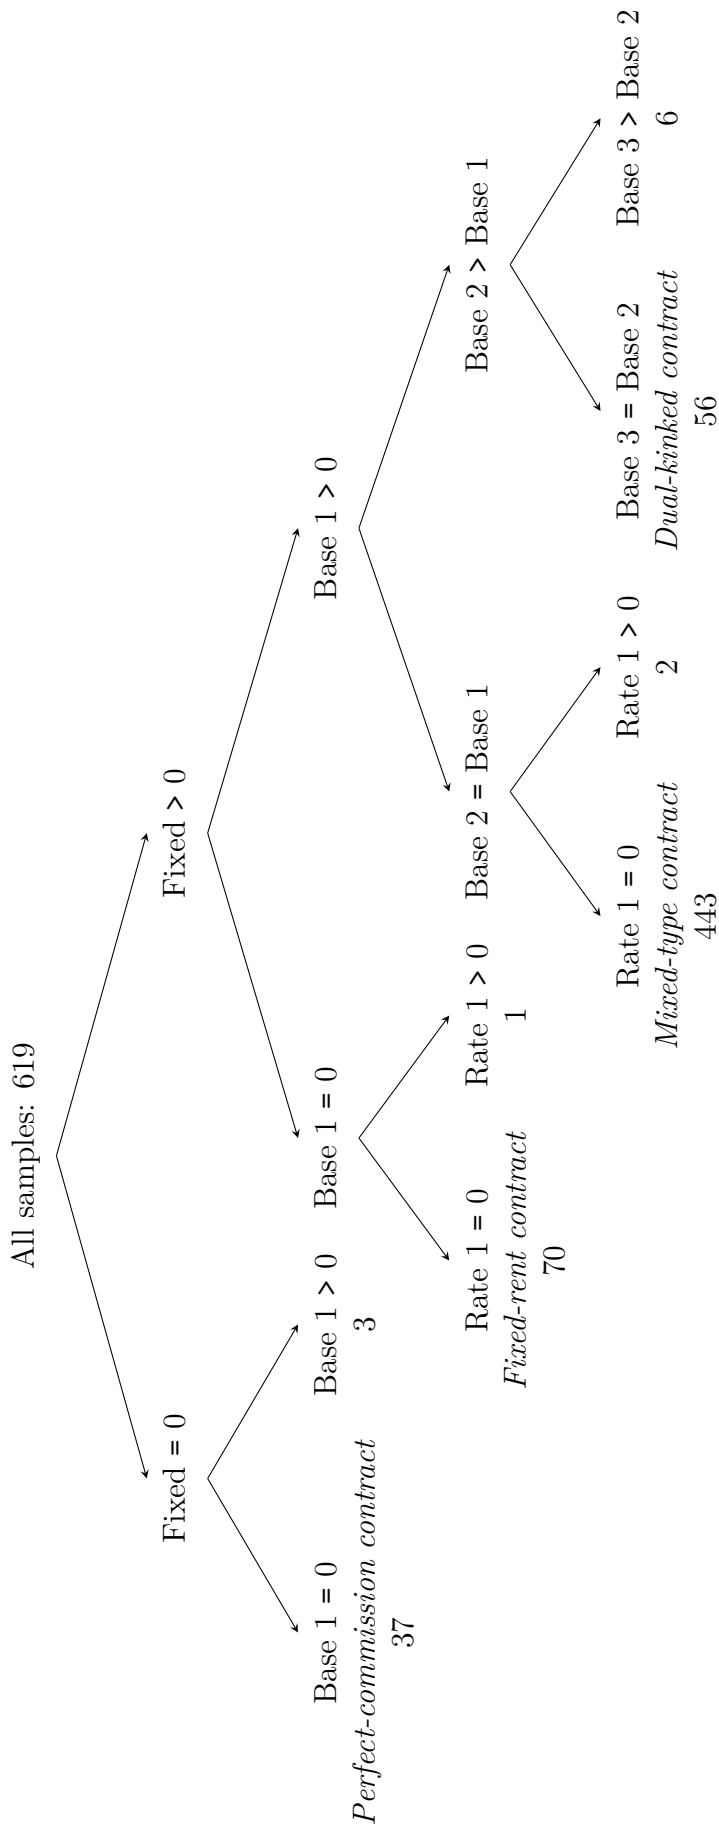 All samples: 619
Fixed = 0
Fixed > 0
Base 1 = 0
Perfect-commission contract
37
Base 1 > 0
3
Base 1 = 0
Base 1 > 0
Rate 1 = 0
Fixed-rent contract
70
Rate 1 > 0
1
Base 2 = Base 1
Base 2 > Base 1
Rate 1 = 0
Mixed-type contract
443
Rate 1 > 0
2
Base 3 = Base 2
Dual-kinked contract
56
Base 3 > Base 2
6